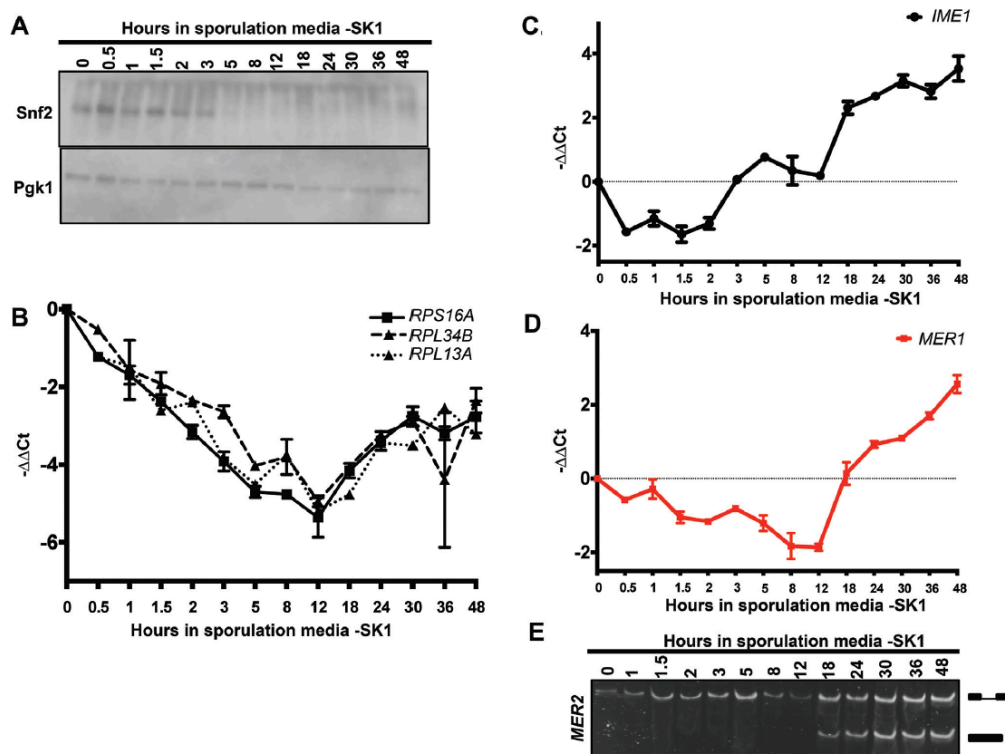 A
Hours in sporulation media -SK1
0 0.5 1 1.5 2 3 5 8 12 18 24 30 36 48
Snf2
Pgk1
B
RPS16A
RPL34B
RPL13A
-ΔΔCt
0
-2
-4
-6
0 0.5 1 1.5 2 3 5 8 12 18 24 30 36 48
Hours in sporulation media -SK1
C.
IME1
-ΔΔCt
4
2
0
-2
0 0.5 1 1.5 2 3 5 8 12 18 24 30 36 48
Hours in sporulation media -SK1
D
MER1
-ΔΔCt
4
2
0
-2
0 0.5 1 1.5 2 3 5 8 12 18 24 30 36 48
Hours in sporulation media -SK1
E
Hours in sporulation media -SK1
0 1 1.5 2 3 5 8 12 18 24 30 36 48
MER2